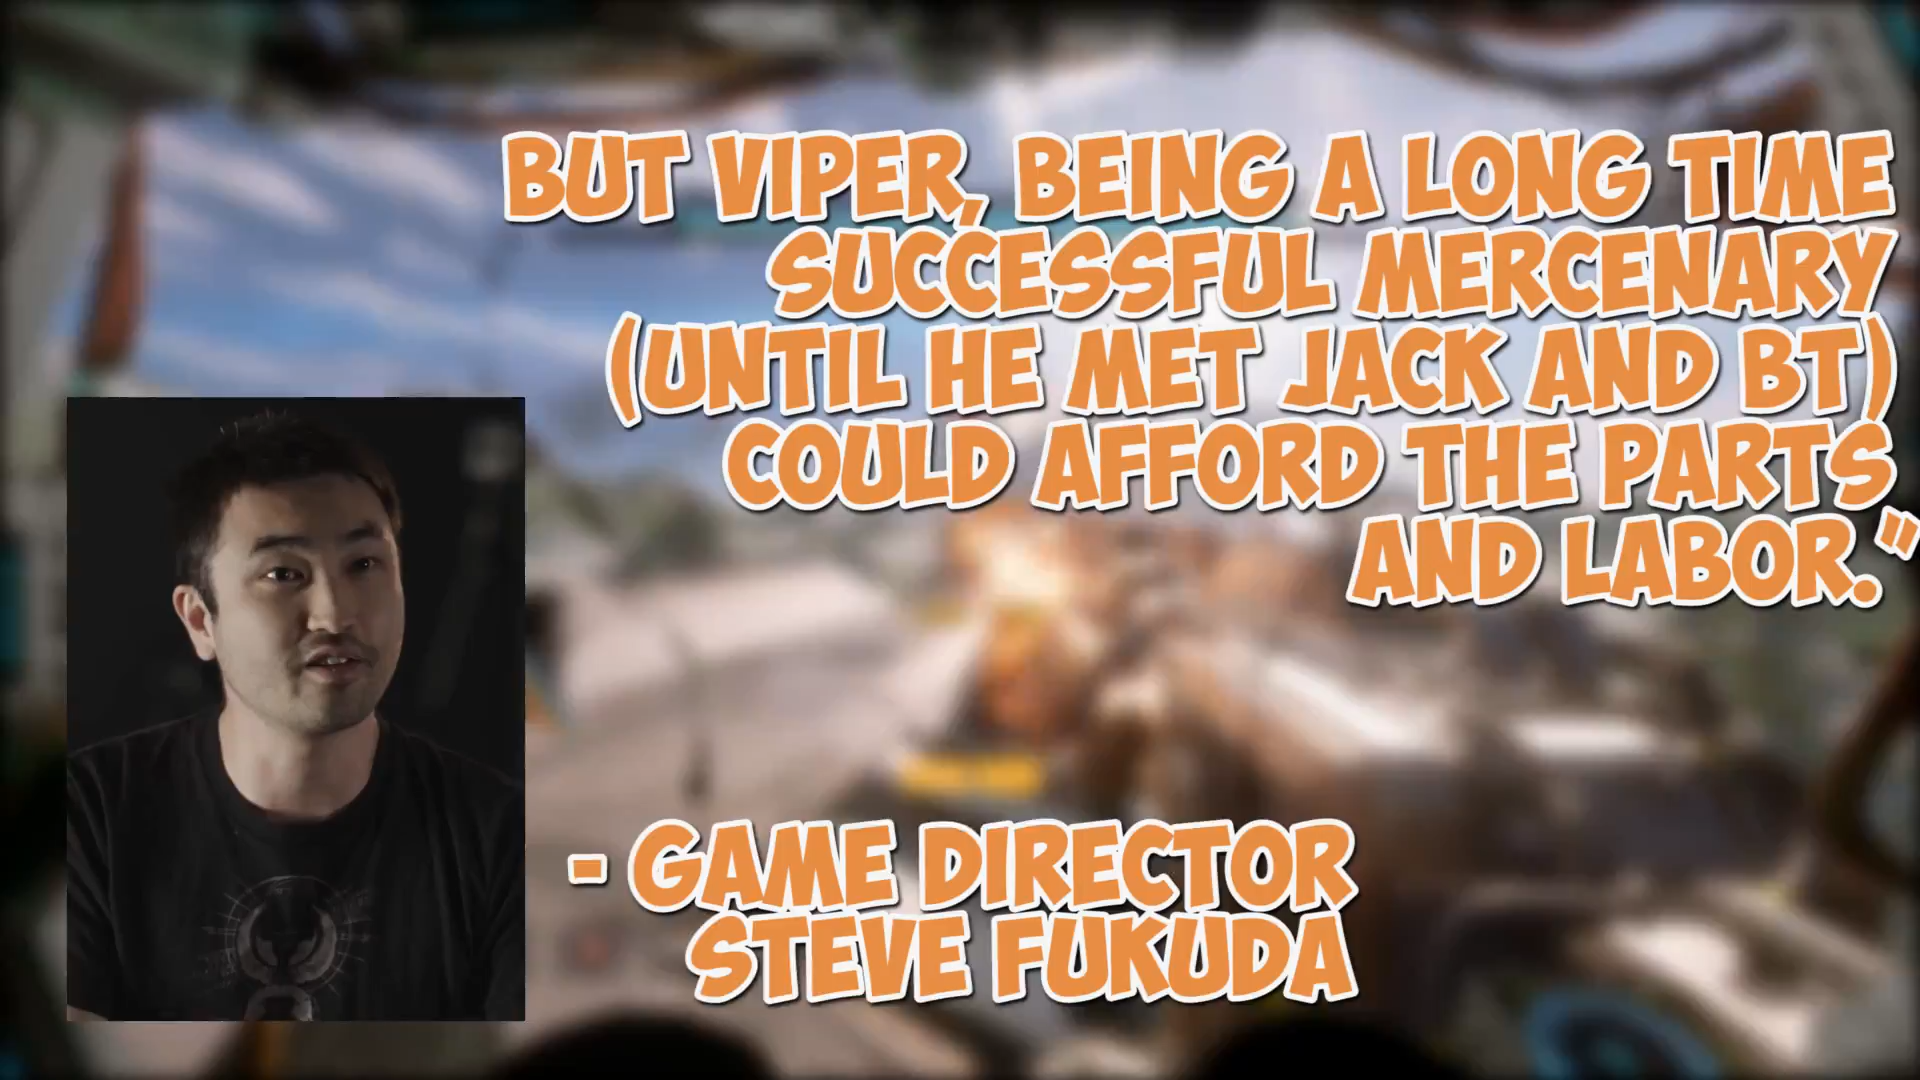 BUT VIPER, BEING A LONG TIME
SUCCESSFUL MERCENARY
(UNTIL HE MET JACK AND BT)
COULD AFFORD THE PARTS
AND LABOR."
- GAME DIRECTOR
STEVE FUKUDA